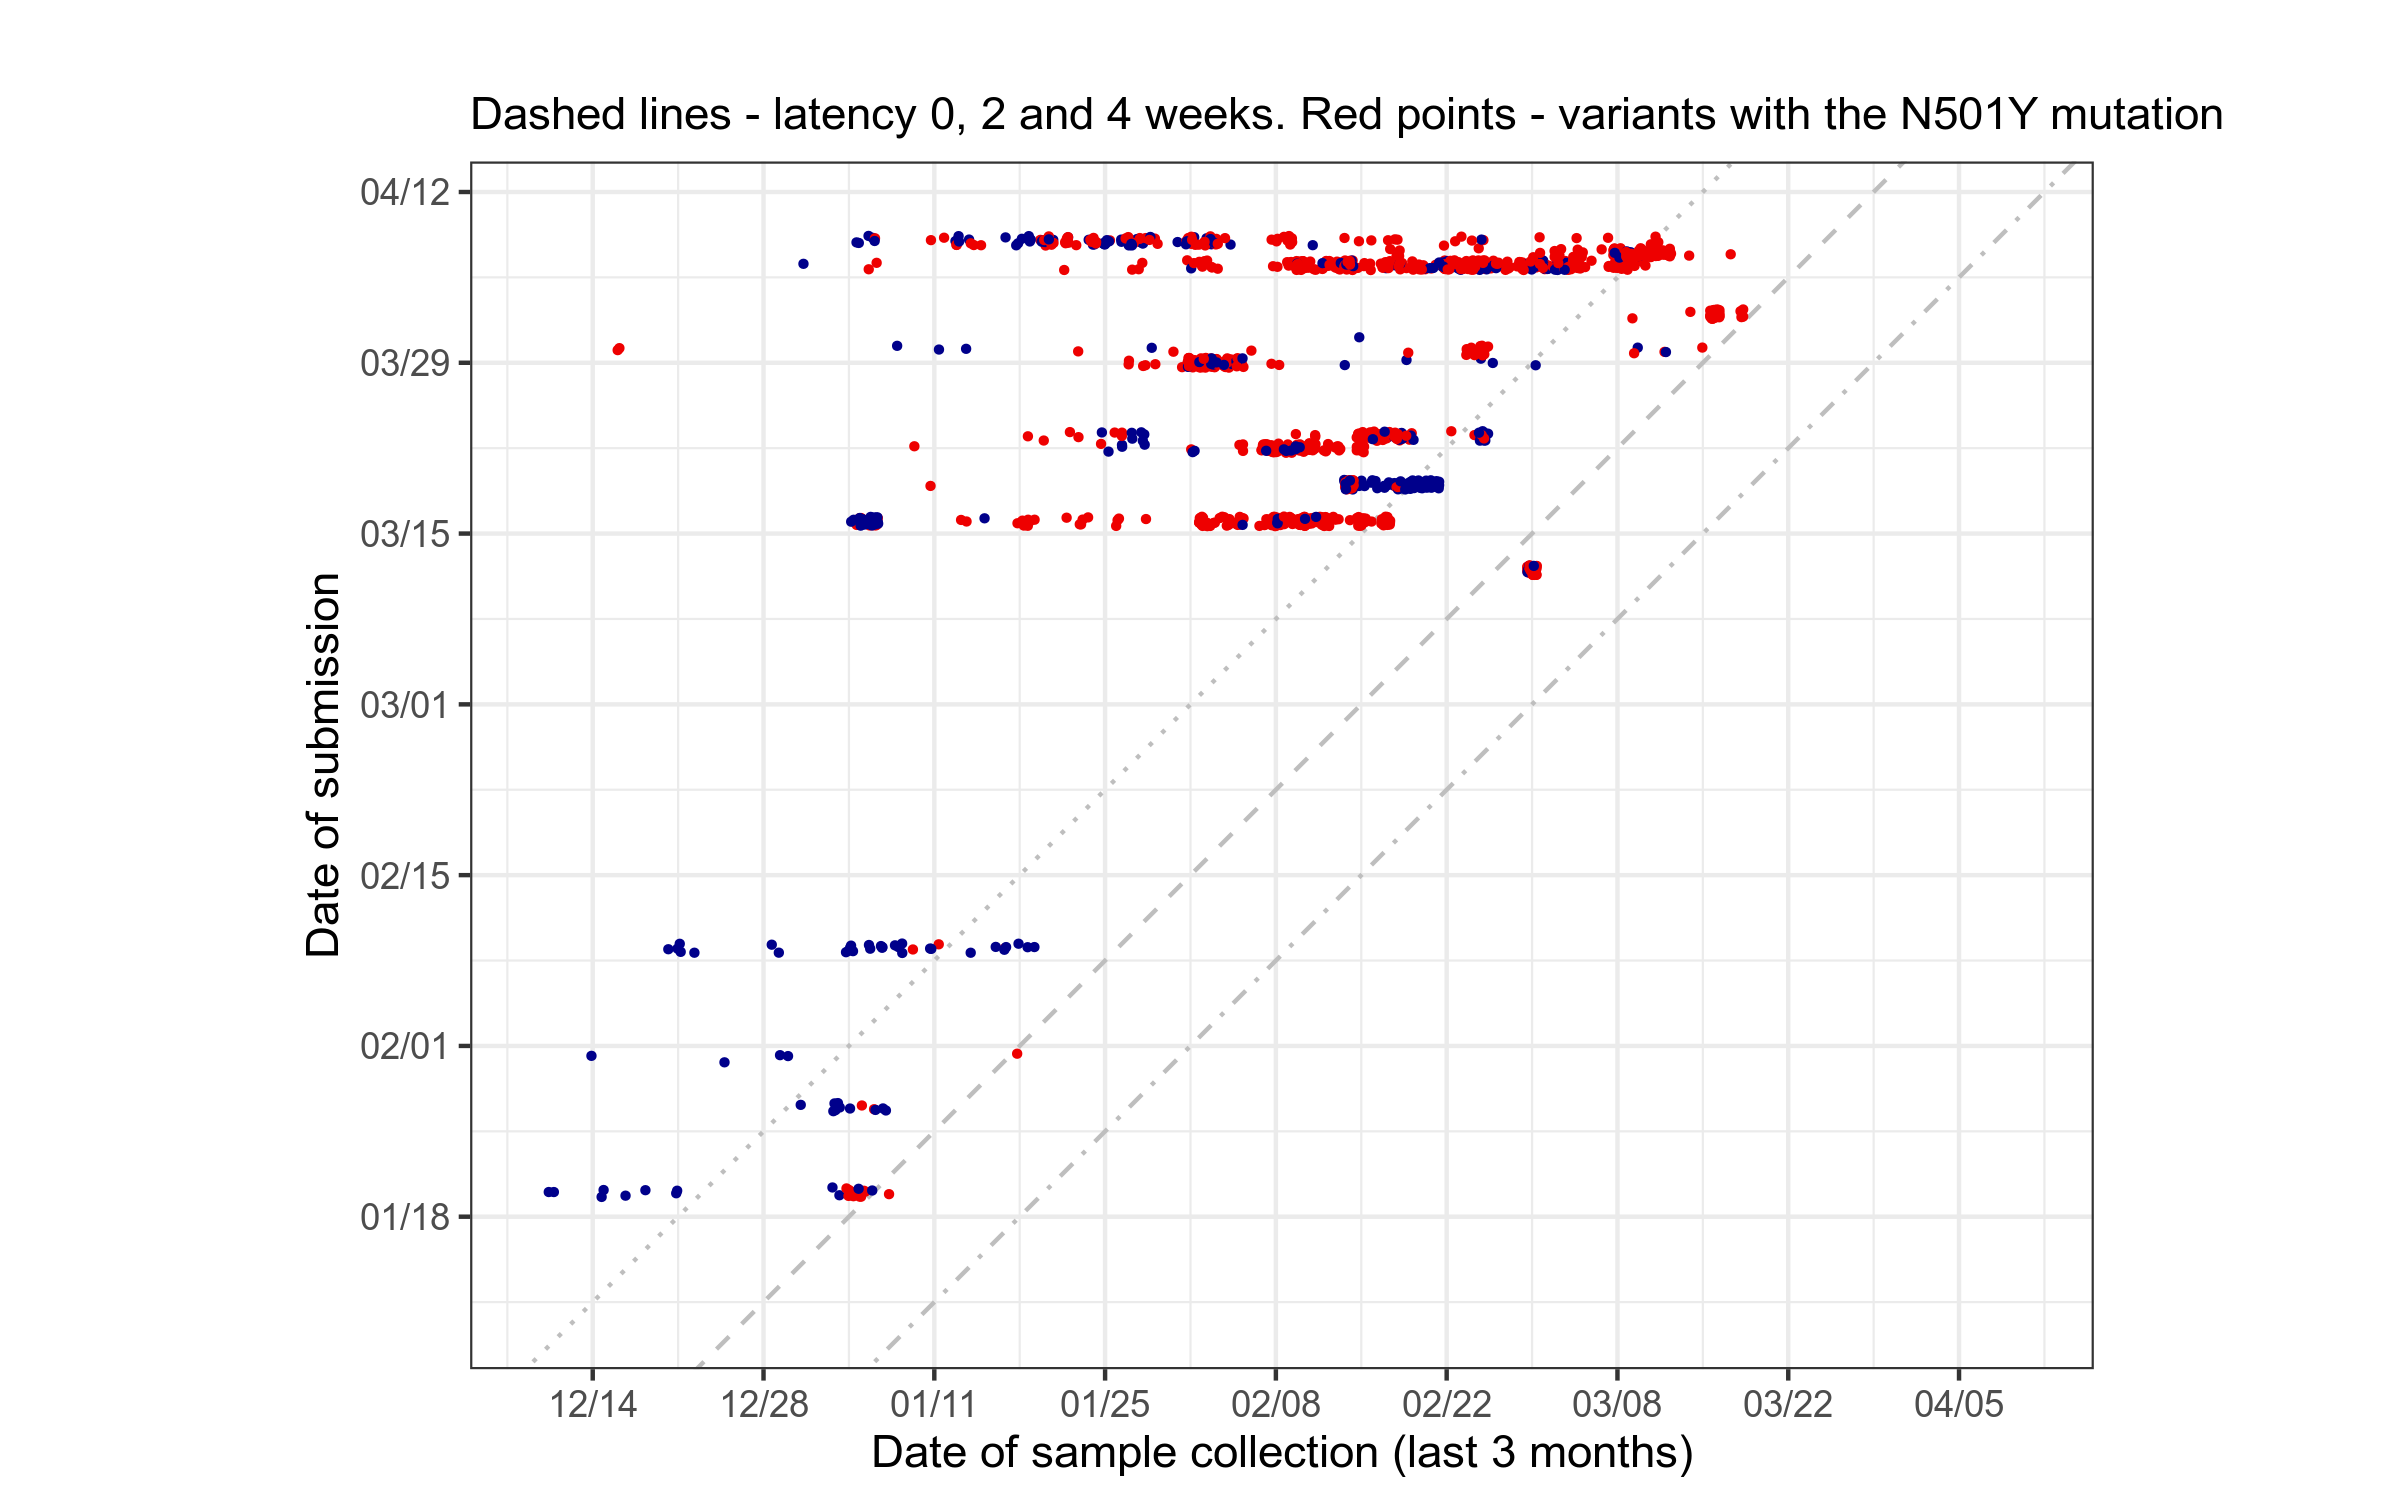 Dashed lines - latency 0, 2 and 4 weeks. Red points - variants with the N501Y mutation
04/12
03/29
03/15
03/01
02/15
02/01
01/18
Date of submission
12/14 12/28 01/11 01/25 02/08 02/22 03/08 03/22 04/05
Date of sample collection (last 3 months)